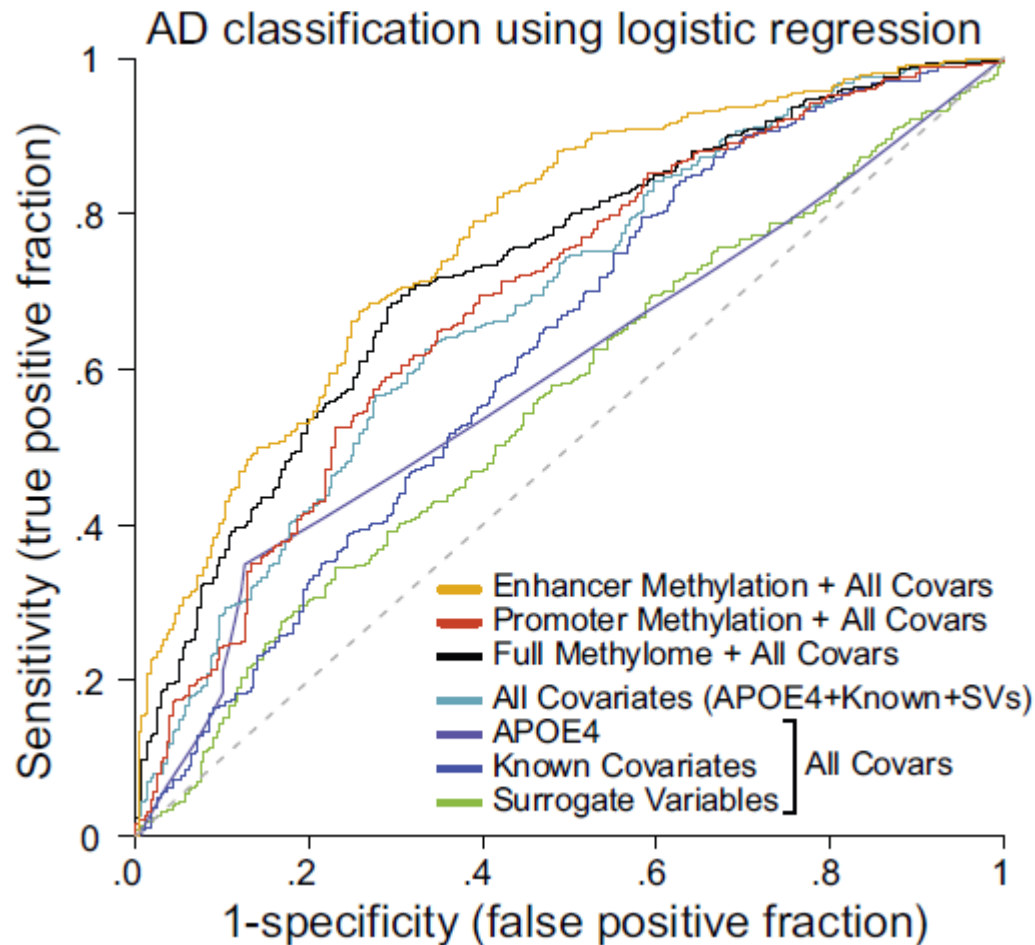 AD classification using logistic regression
Sensitivity (true positive fraction)
1
.8
.6
.4
.2
0
Enhancer Methylation + All Covars
Promoter Methylation + All Covars
Full Methylome + All Covars
All Covariates (APOE4+Known+SVs)
APOE4
Known Covariates
Surrogate Variables
All Covars
.0 .2 .4 .6 .8 1
1-specificity (false positive fraction)